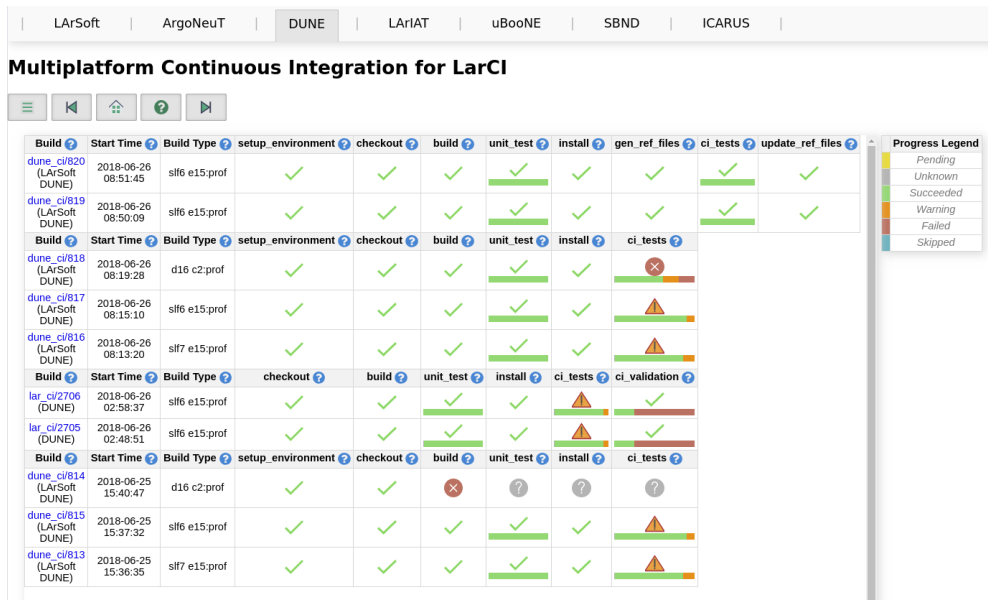 LArSoft ArgoNeuT DUNE LArIAT uBooNE SBND ICARUS
Multiplatform Continuous Integration for LarCI
Build Start Time Build Type setup_environment checkout build unit_test install gen_ref_files ci_tests update_ref_files
dune_ci/820 (LArSoft DUNE) 2018-06-26 08:51:45 slf6 e15:prof
dune_ci/819 (LArSoft DUNE) 2018-06-26 08:50:09 slf6 e15:prof
Build Start Time Build Type setup_environment checkout build unit_test install ci_tests
dune_ci/818 (LArSoft DUNE) 2018-06-26 08:19:28 d16 c2:prof
dune_ci/817 (LArSoft DUNE) 2018-06-26 08:15:10 slf6 e15:prof
dune_ci/816 (LArSoft DUNE) 2018-06-26 08:13:20 slf7 e15:prof
Build Start Time Build Type checkout build unit_test install ci_tests ci_validation
lar_ci/2706 (DUNE) 2018-06-26 02:58:37 slf6 e15:prof
lar_ci/2705 (DUNE) 2018-06-26 02:48:51 slf6 e15:prof
Build Start Time Build Type setup_environment checkout build unit_test install ci_tests
dune_ci/814 (LArSoft DUNE) 2018-06-25 15:40:47 d16 c2:prof
dune_ci/815 (LArSoft DUNE) 2018-06-25 15:37:32 slf6 e15:prof
dune_ci/813 (LArSoft DUNE) 2018-06-25 15:36:35 slf7 e15:prof
Progress Legend
Pending
Unknown
Succeeded
Warning
Failed
Skipped